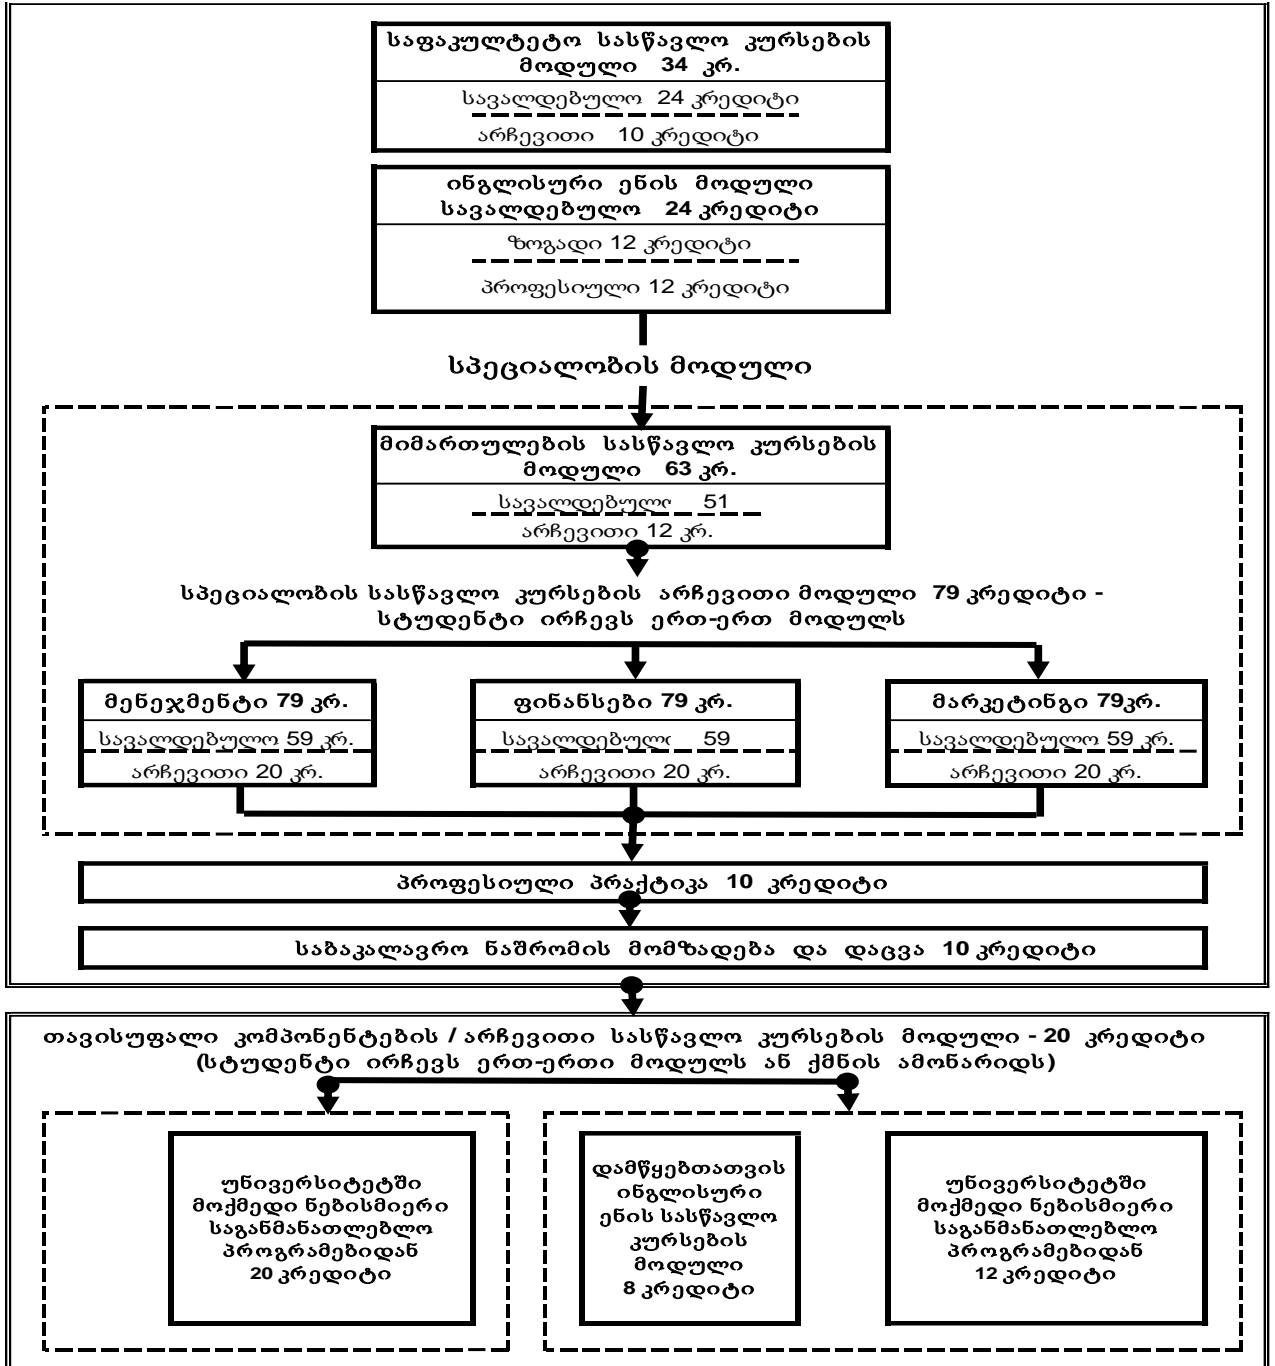 საფაკულტეტო სასწავლო კურსების
მოდული 34 კრ.
სავალდებულო 24 კრედიტი
არჩევითი 10 კრედიტი
ინგლისური ენის მოდული
სავალდებულო 24 კრედიტი
ზოგადი 12 კრედიტი
პროფესიული 12 კრედიტი
სპეციალობის მოდული
მიმართულების სასწავლო კურსების
მოდული 63 კრ.
სავალდებულო 51
არჩევითი 12 კრ.
სპეციალობის სასწავლო კურსების არჩევითი მოდული 79 კრედიტი -
სტუდენტი ირჩევს ერთ-ერთ მოდულს
მენეჯმენტი 79 კრ.
სავალდებულო 59 კრ.
არჩევითი 20 კრ.
ფინანსები 79 კრ.
სავალდებულო 59
არჩევითი 20 კრ.
მარკეტინგი 79კრ.
სავალდებულო 59 კრ.
არჩევითი 20 კრ.
პროფესიული პრაქტიკა 10 კრედიტი
საბაკალავრო ნაშრომის მომზადება და დაცვა 10 კრედიტი
თავისუფალი კომპონენტების / არჩევითი სასწავლო კურსების მოდული - 20 კრედიტი
(სტუდენტი ირჩევს ერთ-ერთი მოდულს ან ქმნის ამონარიდს)
უნივერსიტეტში
მოქმედი ნებისმიერი
საგანმანათლებლო
პროგრამებიდან
20 კრედიტი
დამწყებთათვის
ინგლისური
ენის სასწავლო
კურსების
მოდული
8 კრედიტი
უნივერსიტეტში
მოქმედი ნებისმიერი
საგანმანათლებლო
პროგრამებიდან
12 კრედიტი